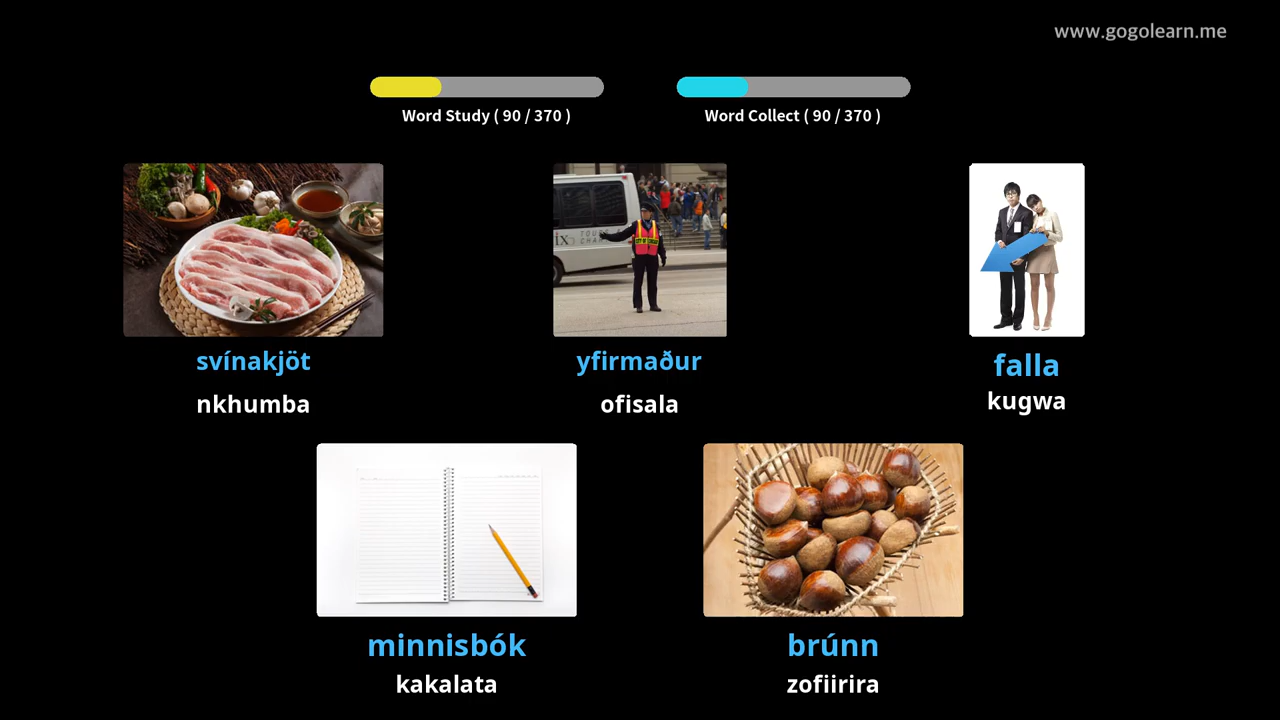 www.gogolearn.me
Word Study ( 90 / 370 )
Word Collect ( 90 / 370 )
svínakjöt
nkhumba
yfirmaður
ofisala
falla
kugwa
minnisbók
kakalata
brúnn
zofiirira